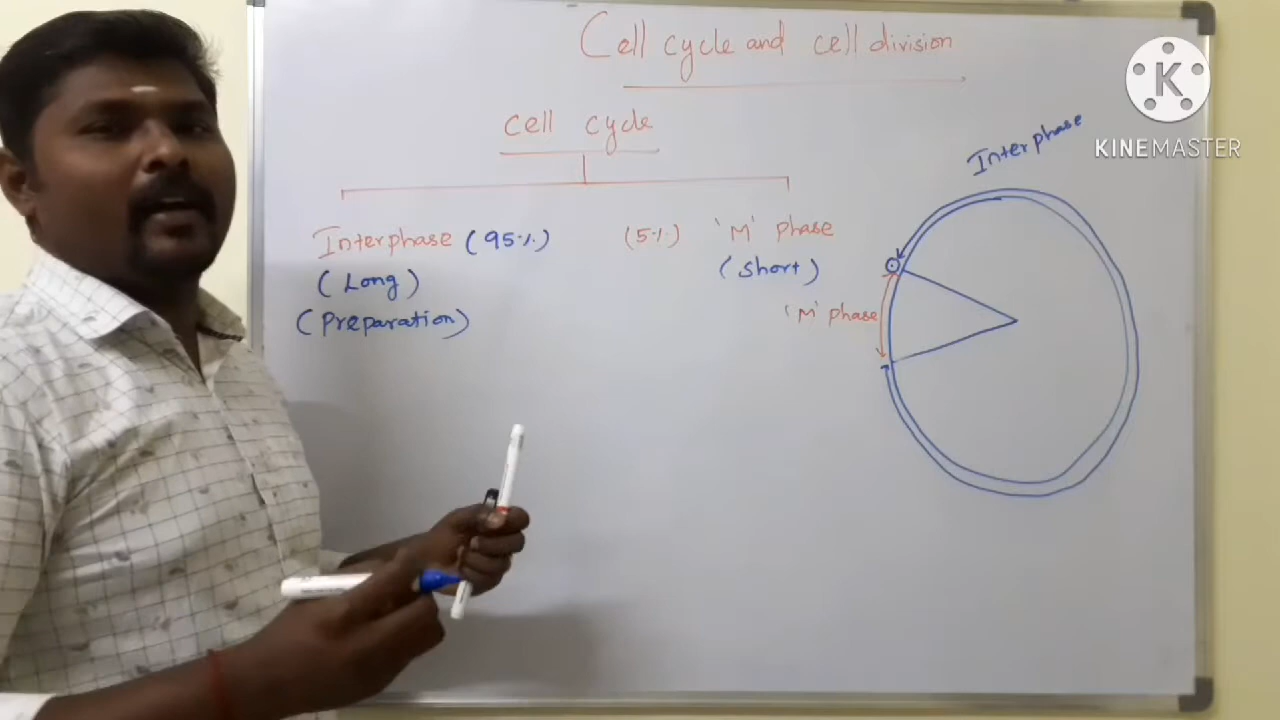 Cell cycle and cell division
cell cycle
Interphase (95%)
(Long)
(Preparation)
(5%) 'M' phase
(short)
Interphase
'M' phase
K
KINEMASTER